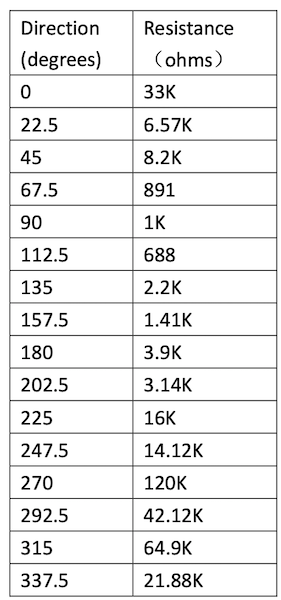 Direction Resistance
(degrees) （ohms）
0 33K
22.5 6.57K
45 8.2K
67.5 891
90 1K
112.5 688
135 2.2K
157.5 1.41K
180 3.9K
202.5 3.14K
225 16K
247.5 14.12K
270 120K
292.5 42.12K
315 64.9K
337.5 21.88K